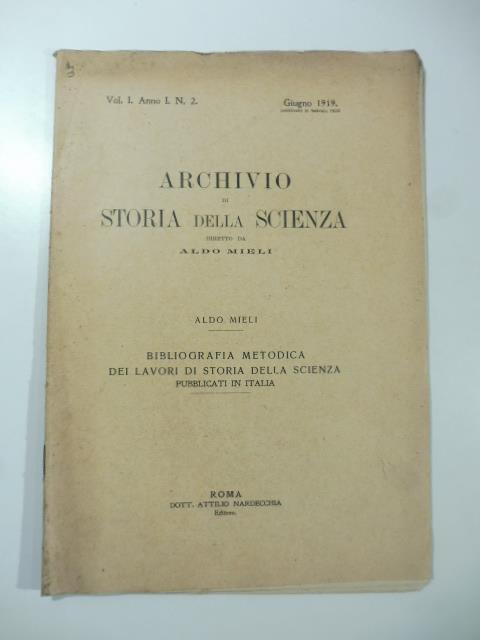 Vol. I. Anno I. N. 2.
Giugno 1919.
ARCHIVIO
DI
STORIA DELLA SCIENZA
DIRETTO DA
ALDO MIELI
ALDO MIELI
BIBLIOGRAFIA METODICA
DEI LAVORI DI STORIA DELLA SCIENZA
PUBBLICATI IN ITALIA
ROMA
DOTT. ATTILIO NARDECCHIA
Editore.